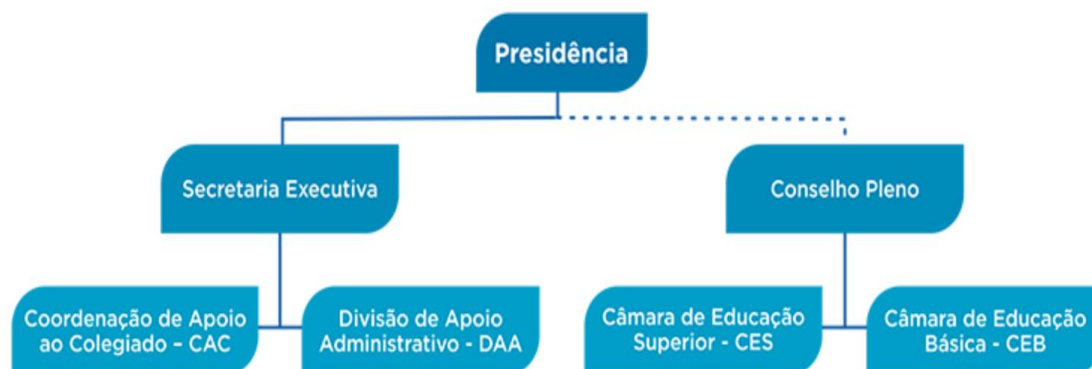 Presidência
Secretaria Executiva
Conselho Pleno
Coordenação de Apoio
ao Colegiado – CAC
Divisão de Apoio
Administrativo - DAA
Câmara de Educação
Superior - CES
Câmara de Educação
Básica - CEB